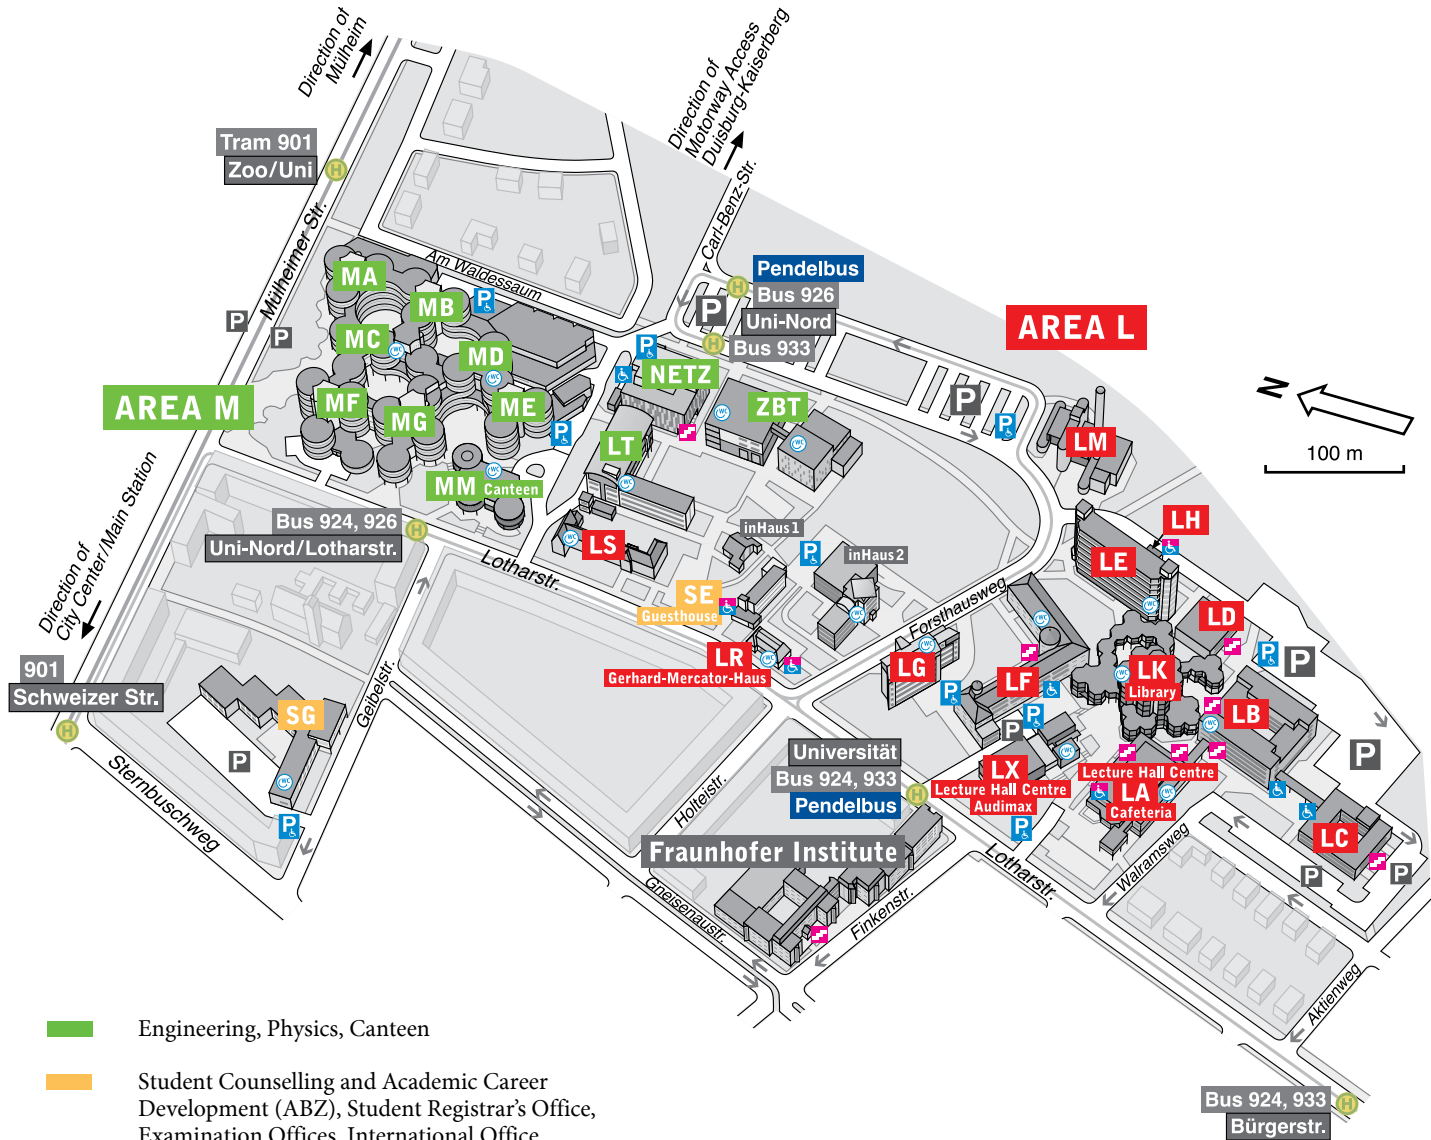 Direction of
Mülheim
Direction of
Motorway Access
Duisburg-Kaiserberg
Tram 901
Zoo/Uni
Mülheimer Str.
Carl-Benz-Str.
Am Waldessaum
Pendelbus
Bus 926
Uni-Nord
Bus 933
AREA L
AREA M
MA
MB
MC
MD
ME
MF
MG
MM Canteen
NETZ
ZBT
LT
LM
N
100 m
Bus 924, 926
Uni-Nord/Lotharstr.
Lotharstr.
LS
inHaus1
inHaus2
SE
Guesthouse
LR
Gerhard-Mercator-Haus
Forsthausweg
LH
LE
LD
LG
LF
LK
Library
LB
Direction of
City Center/Main Station
901
Schweizer Str.
SG
Geibelstr.
Sternbuschweg
Universität
Bus 924, 933
Pendelbus
Holteistr.
LX
Lecture Hall Centre
Audimax
Lecture Hall Centre
LA
Cafeteria
LC
Fraunhofer Institute
Gneisenaustr.
Finkenstr.
Lotharstr.
Walramsweg
Aktienweg
Bus 924, 933
Bürgerstr.
Engineering, Physics, Canteen
Student Counselling and Academic Career
Development (ABZ), Student Registrar's Office,
Examination Offices, International Office